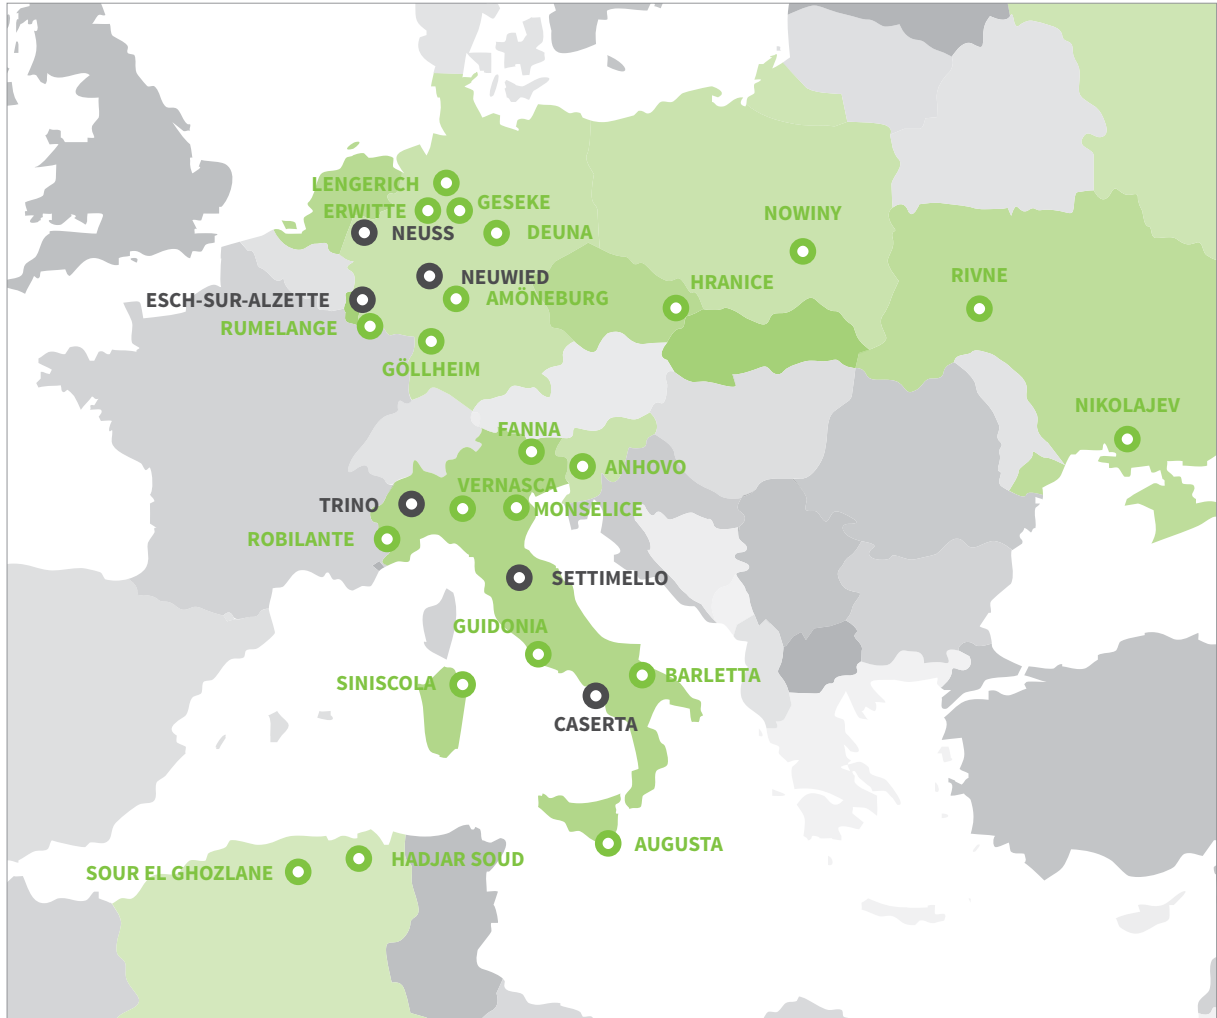 LENGERICH
GESEKE
ERWITTE
NEUSS
DEUNA
NOWINY
NEUWIED
HRANICE
RIVNE
ESCH-SUR-ALZETTE
AMÖNEBURG
RUMELANGE
GÖLLHEIM
NIKOLAJEV
FANNA
ANHOVO
VERNASCA
TRINO
MONSELICE
ROBILANTE
SETTIMELLO
GUIDONIA
BARLETTA
SINISCOLA
CASERTA
AUGUSTA
HADJAR SOUD
SOUR EL GHOZLANE